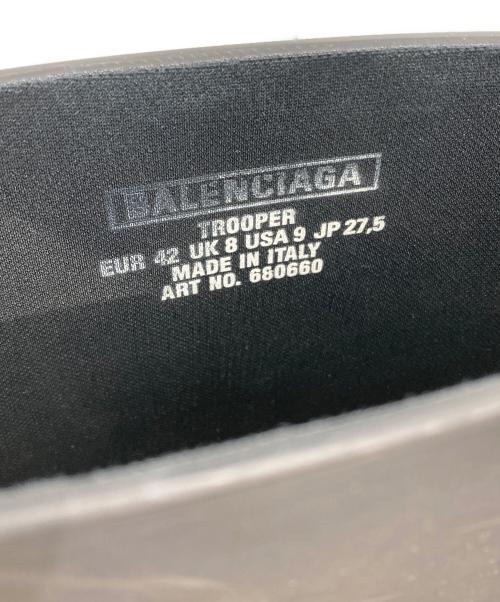 BALENCIAGA
TROOPER
EUR 42 UK 8 USA 9 JP 27,5
MADE IN ITALY
ART NO. 680660